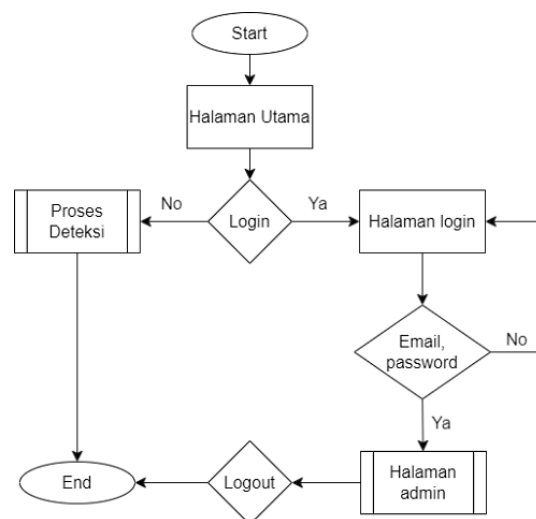 Start
Halaman Utama
No
Proses
Deteksi
Login
Ya
Halaman login
Email,
password
No
Ya
End
Logout
Halaman
admin